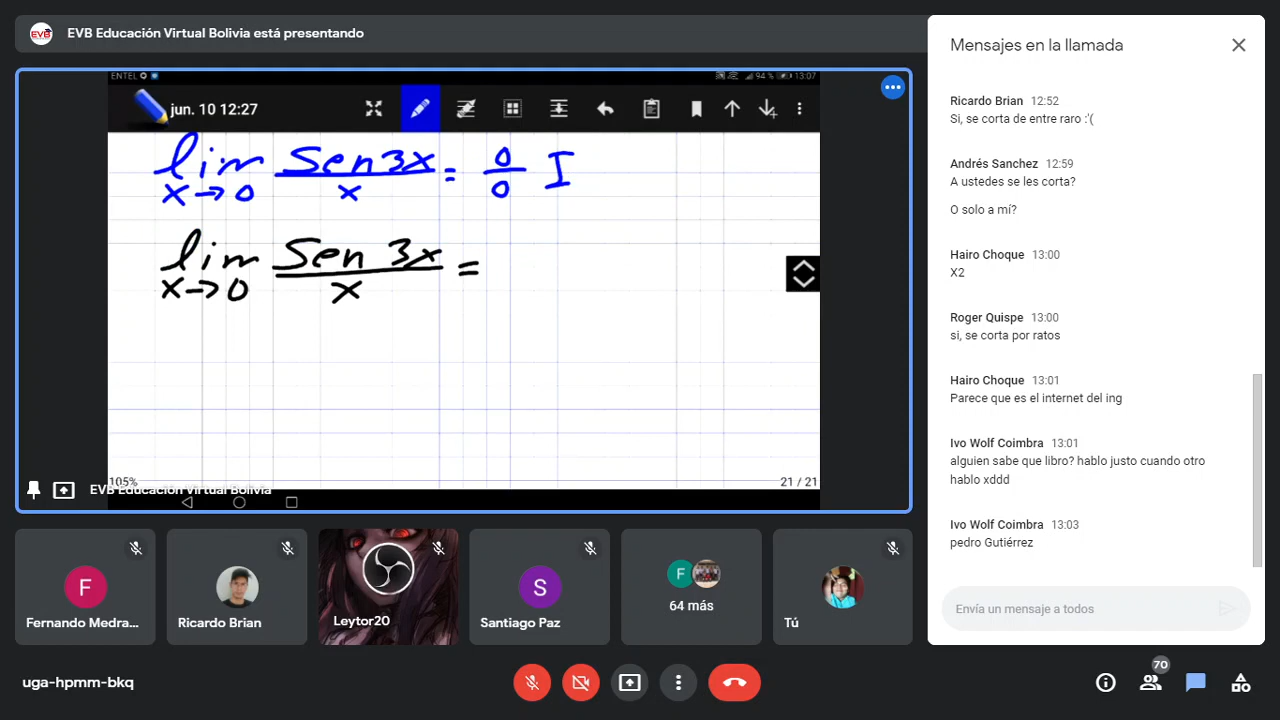 EVB Educación Virtual Bolivia está presentando
ENTEL
94 % 13:07
jun. 10 12:27
lim Sen 3x / x = 0/0 I
x→0
lim Sen 3x / x =
x→0
105%
21 / 21
EVB Educación Virtual Bolivia
Fernando Medra...
Ricardo Brian
Leytor20
S
Santiago Paz
F
F
64 más
Tú
uga-hpmm-bkq
Mensajes en la llamada
Ricardo Brian 12:52
Si, se corta de entre raro :'(
Andrés Sanchez 12:59
A ustedes se les corta?
O solo a mí?
Hairo Choque 13:00
X2
Roger Quispe 13:00
si, se corta por ratos
Hairo Choque 13:01
Parece que es el internet del ing
Ivo Wolf Coimbra 13:01
alguien sabe que libro? hablo justo cuando otro
hablo xddd
Ivo Wolf Coimbra 13:03
pedro Gutiérrez
Envía un mensaje a todos
70